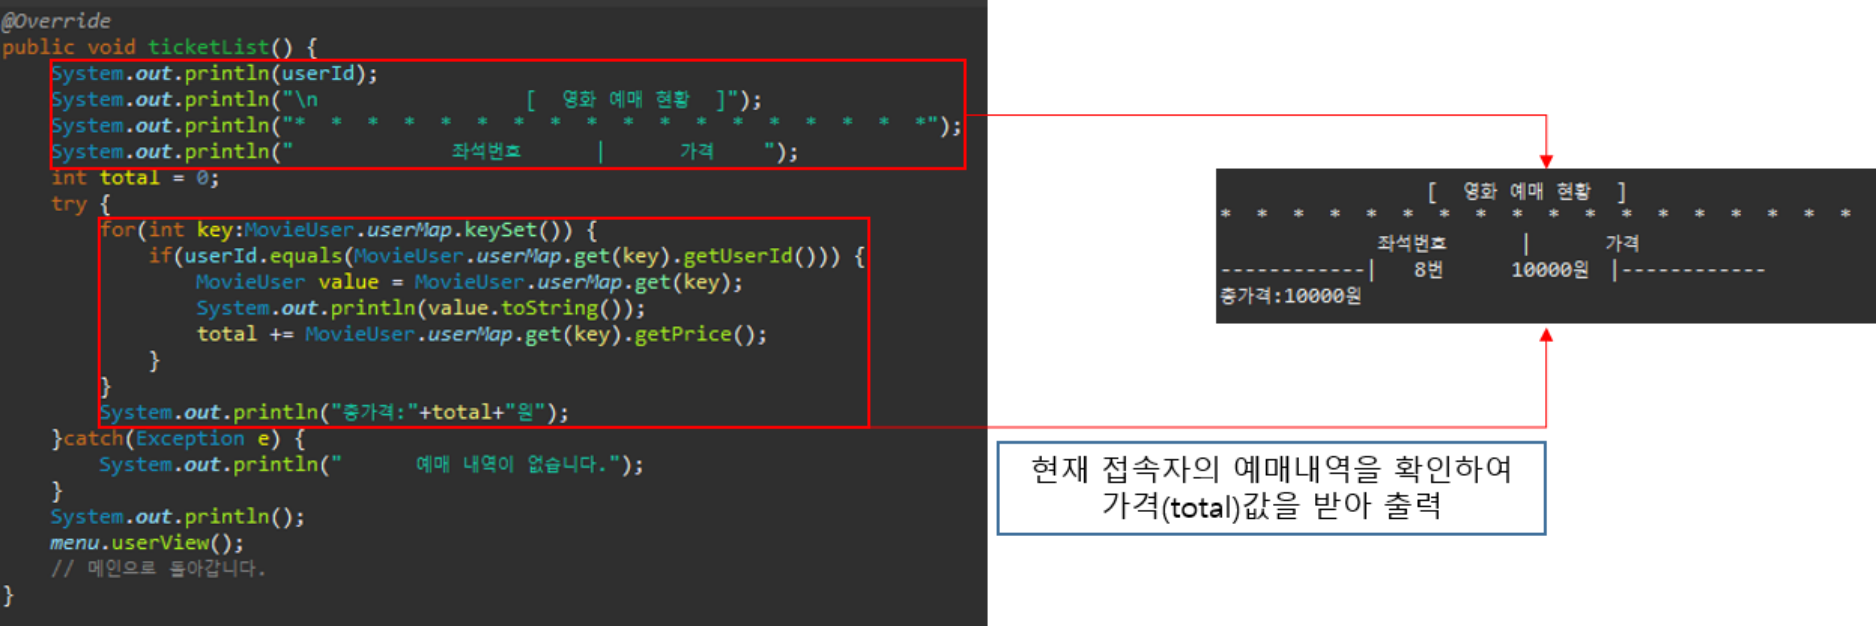 @Override
public void ticketList() {
System.out.println(userId);
System.out.println("\n [ 영화 예매 현황 ]");
System.out.println("* * * * * * * * * * * * * * * * * *");
System.out.println(" 좌석번호 | 가격 ");
int total = 0;
try {
for(int key:MovieUser.userMap.keySet()) {
if(userId.equals(MovieUser.userMap.get(key).getUserId())) {
MovieUser value = MovieUser.userMap.get(key);
System.out.println(value.toString());
total += MovieUser.userMap.get(key).getPrice();
}
}
System.out.println("총가격:"+total+"원");
}catch(Exception e) {
System.out.println(" 예매 내역이 없습니다.");
}
System.out.println();
menu.userView();
// 메인으로 돌아갑니다.
}
[ 영화 예매 현황 ]
* * * * * * * * * * * * * * * * * *
좌석번호 | 가격
------------| 8번 10000원 |------------
총가격:10000원
현재 접속자의 예매내역을 확인하여
가격(total)값을 받아 출력